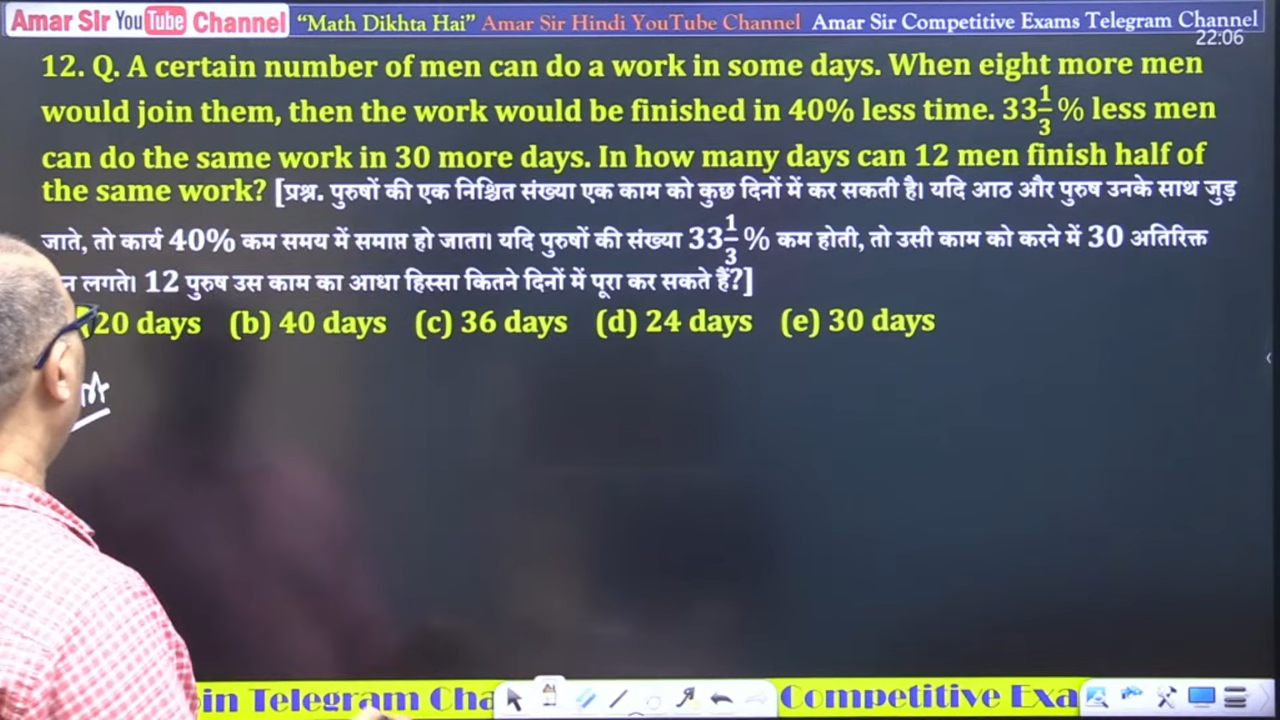 Amar SIr YouTube Channel "Math Dikhta Hai" Amar Sir Hindi YouTube Channel Amar Sir Competitive Exams Telegram Channel
22:06
12. Q. A certain number of men can do a work in some days. When eight more men
would join them, then the work would be finished in 40% less time. 33 1/3 % less men
can do the same work in 30 more days. In how many days can 12 men finish half of
the same work? [प्रश्न. पुरुषों की एक निश्चित संख्या एक काम को कुछ दिनों में कर सकती है। यदि आठ और पुरुष उनके साथ जुड़
जाते, तो कार्य 40% कम समय में समाप्त हो जाता। यदि पुरुषों की संख्या 33 1/3 % कम होती, तो उसी काम को करने में 30 अतिरिक्त
न लगते। 12 पुरुष उस काम का आधा हिस्सा कितने दिनों में पूरा कर सकते हैं?]
20 days (b) 40 days (c) 36 days (d) 24 days (e) 30 days
in Telegram Cha Competitive Exa